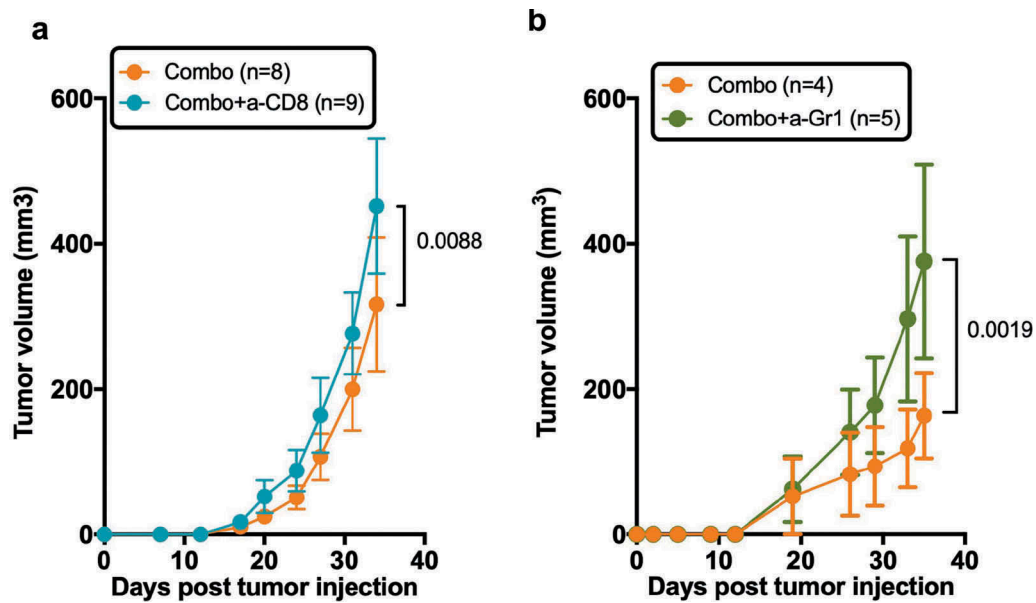 a
Combo (n=8)
Combo+a-CD8 (n=9)
Tumor volume (mm3)
600
400
200
0
0.0088
0 10 20 30 40
Days post tumor injection
b
Combo (n=4)
Combo+a-Gr1 (n=5)
Tumor volume (mm³)
600
400
200
0
0.0019
0 10 20 30 40
Days post tumor injection